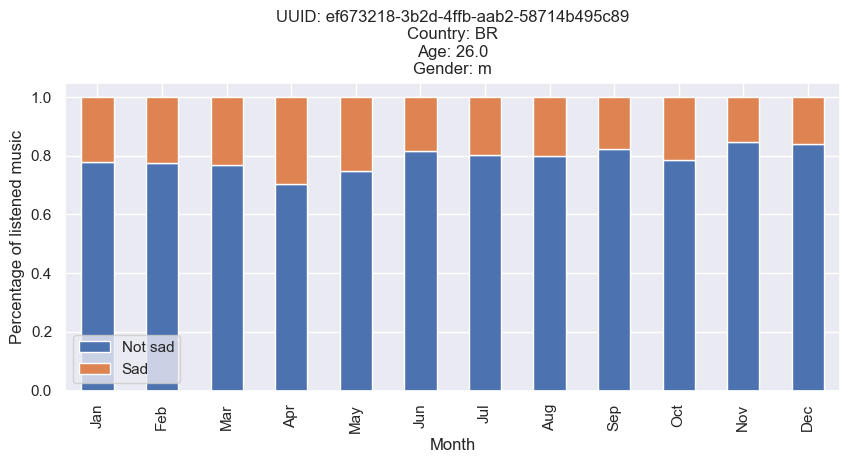 UUID: ef673218-3b2d-4ffb-aab2-58714b495c89
Country: BR
Age: 26.0
Gender: m
Percentage of listened music
1.0
0.8
0.6
0.4
0.2
0.0
Not sad
Sad
Jan
Feb
Mar
Apr
May
Jun
Jul
Aug
Sep
Oct
Nov
Dec
Month